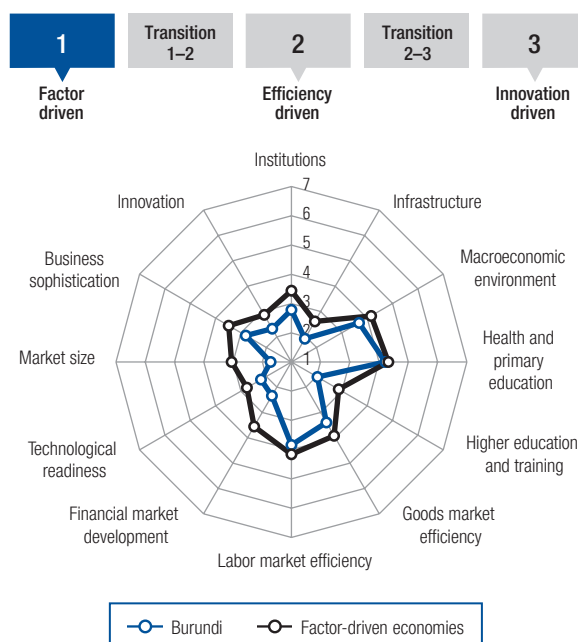 1
Transition
1–2
2
Transition
2–3
3
Factor
driven
Efficiency
driven
Innovation
driven
Institutions
Innovation
Infrastructure
Business
sophistication
Macroeconomic
environment
Market size
Health and
primary
education
Technological
readiness
Higher education
and training
Financial market
development
Goods market
efficiency
Labor market efficiency
7
6
5
4
3
2
1
Burundi
Factor-driven economies